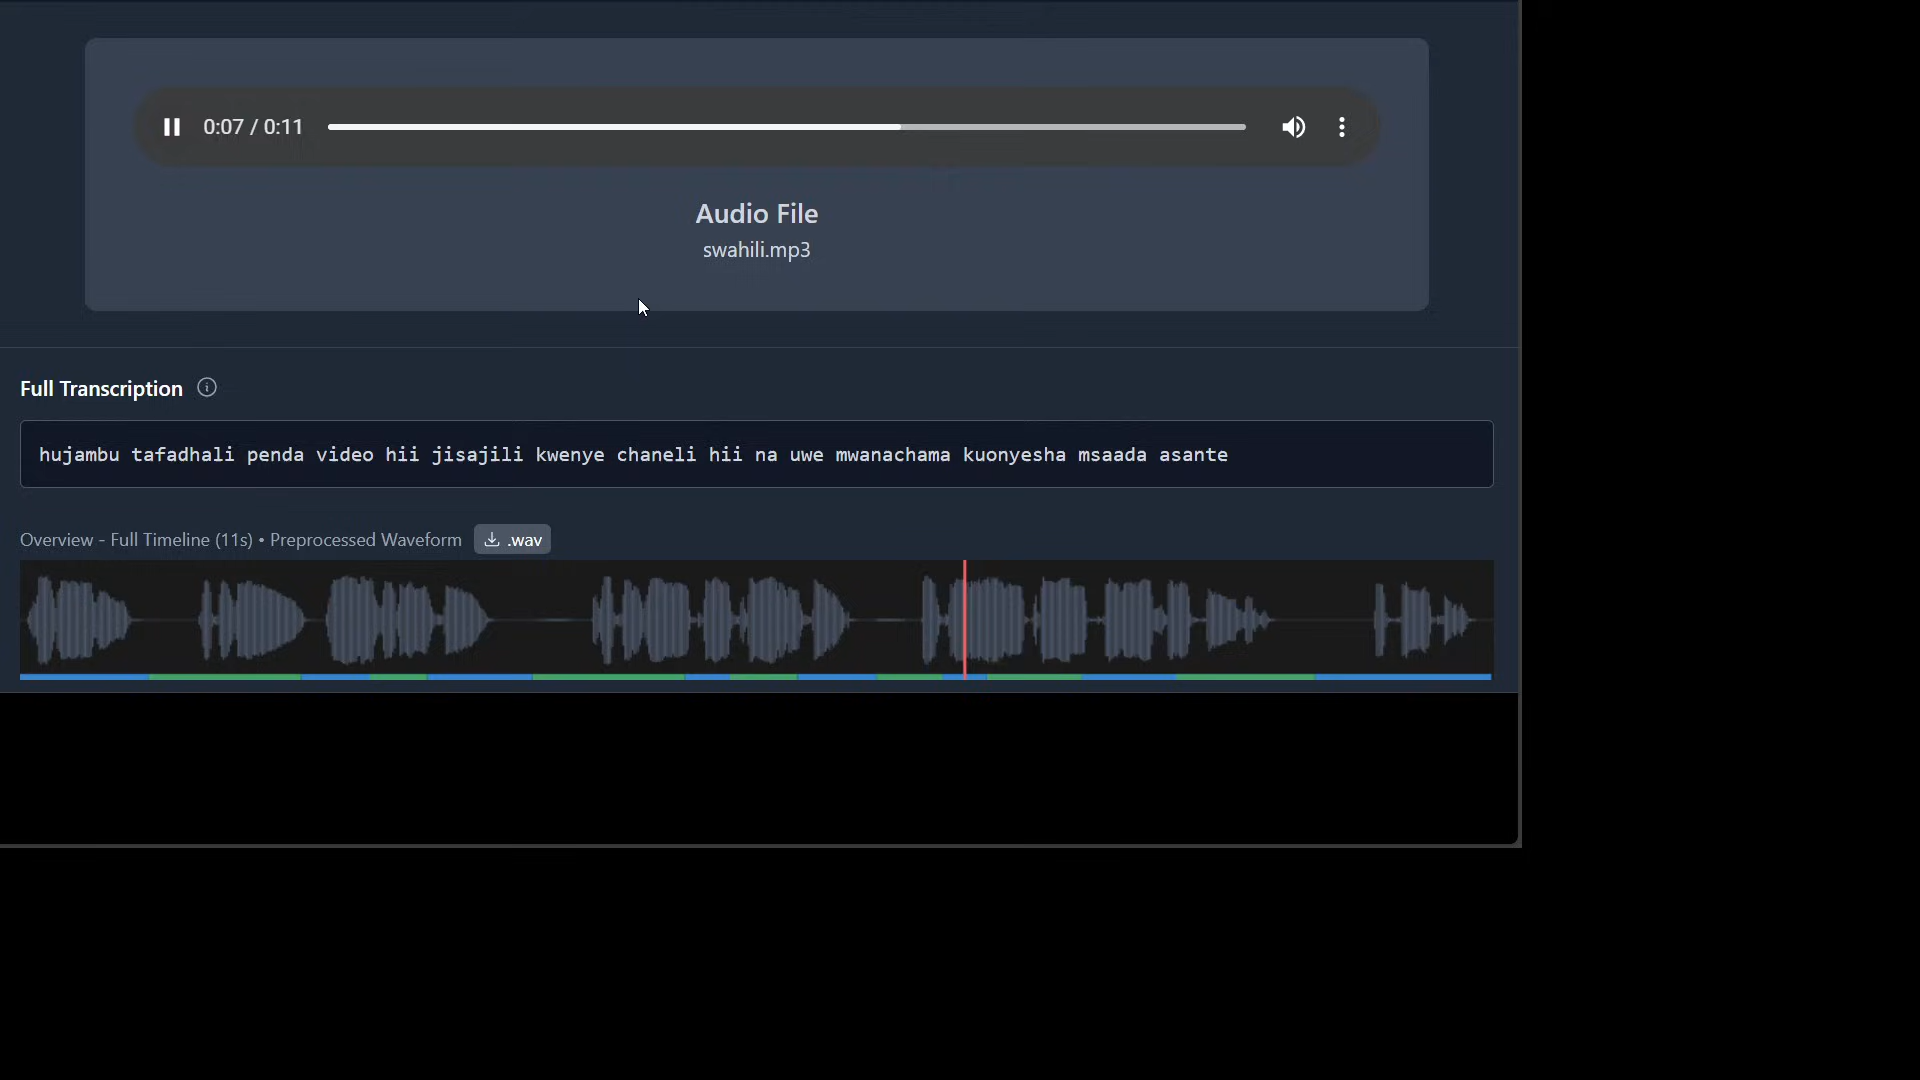 0:07 / 0:11
Audio File
swahili.mp3
Full Transcription
hujambu tafadhali penda video hii jisajili kwenye chaneli hii na uwe mwanachama kuonyesha msaada asante
Overview - Full Timeline (11s) • Preprocessed Waveform .wav